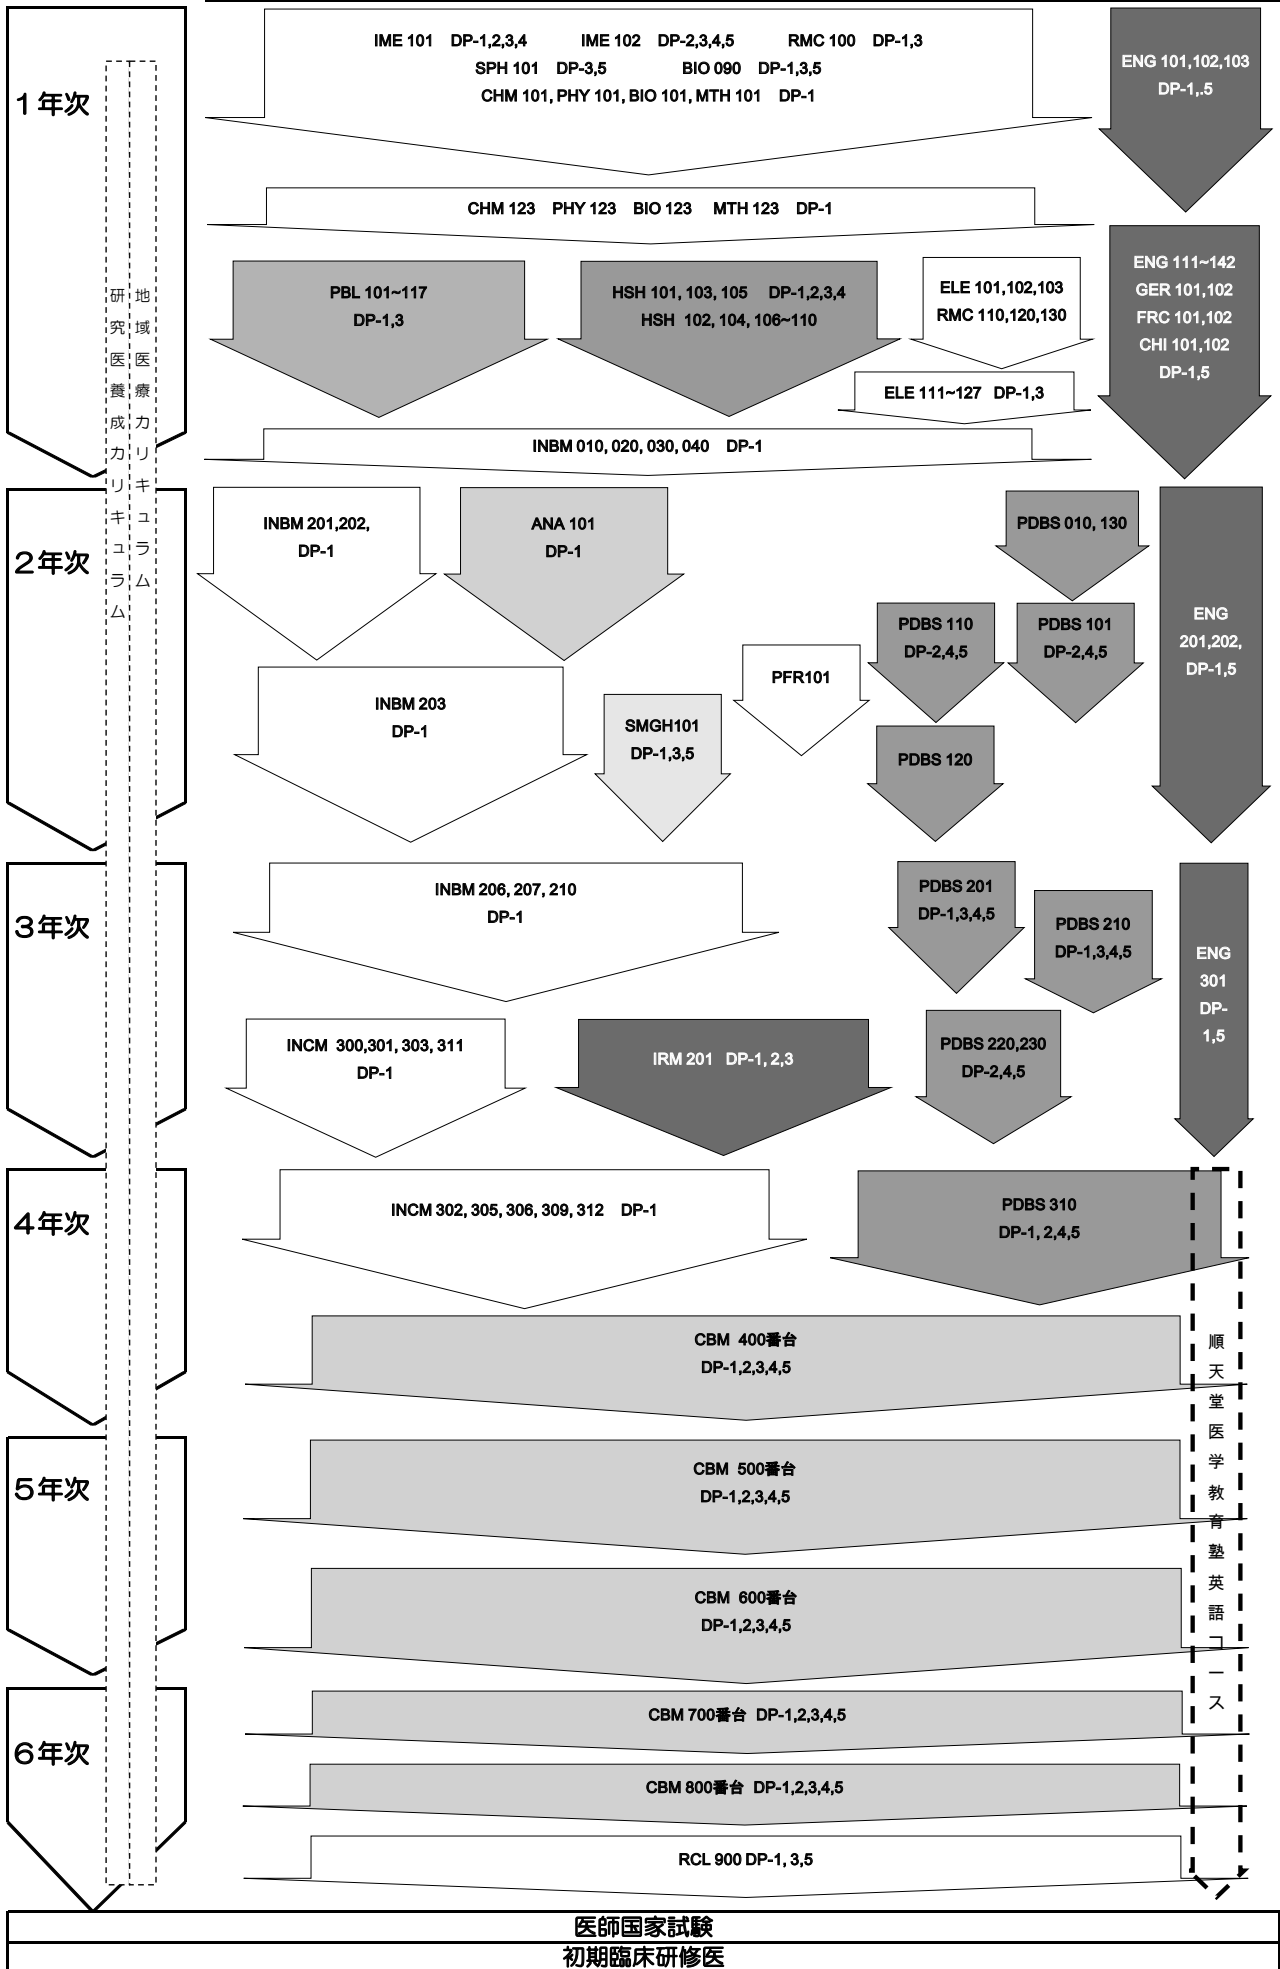 1年次
IME 101 DP-1,2,3,4 IME 102 DP-2,3,4,5 RMC 100 DP-1,3
SPH 101 DP-3,5 BIO 090 DP-1,3,5
CHM 101, PHY 101, BIO 101, MTH 101 DP-1
ENG 101,102,103
DP-1,.5
CHM 123 PHY 123 BIO 123 MTH 123 DP-1
PBL 101~117
DP-1,3
HSH 101, 103, 105 DP-1,2,3,4
HSH 102, 104, 106~110
ELE 101,102,103
RMC 110,120,130
ELE 111~127 DP-1,3
ENG 111~142
GER 101,102
FRC 101,102
CHI 101,102
DP-1,5
INBM 010, 020, 030, 040 DP-1
研究医養成カリキュラム
地域医療カリキュラム
2年次
INBM 201,202,
DP-1
ANA 101
DP-1
PDBS 010, 130
PDBS 110
DP-2,4,5
PDBS 101
DP-2,4,5
ENG
201,202,
DP-1,5
INBM 203
DP-1
SMGH101
DP-1,3,5
PFR101
PDBS 120
3年次
INBM 206, 207, 210
DP-1
PDBS 201
DP-1,3,4,5
PDBS 210
DP-1,3,4,5
ENG
301
DP-
1,5
INCM 300,301, 303, 311
DP-1
IRM 201 DP-1, 2,3
PDBS 220,230
DP-2,4,5
4年次
INCM 302, 305, 306, 309, 312 DP-1
PDBS 310
DP-1, 2,4,5
CBM 400番台
DP-1,2,3,4,5
順天堂医学教育塾英語コース
5年次
CBM 500番台
DP-1,2,3,4,5
CBM 600番台
DP-1,2,3,4,5
6年次
CBM 700番台 DP-1,2,3,4,5
CBM 800番台 DP-1,2,3,4,5
RCL 900 DP-1, 3,5
医師国家試験
初期臨床研修医